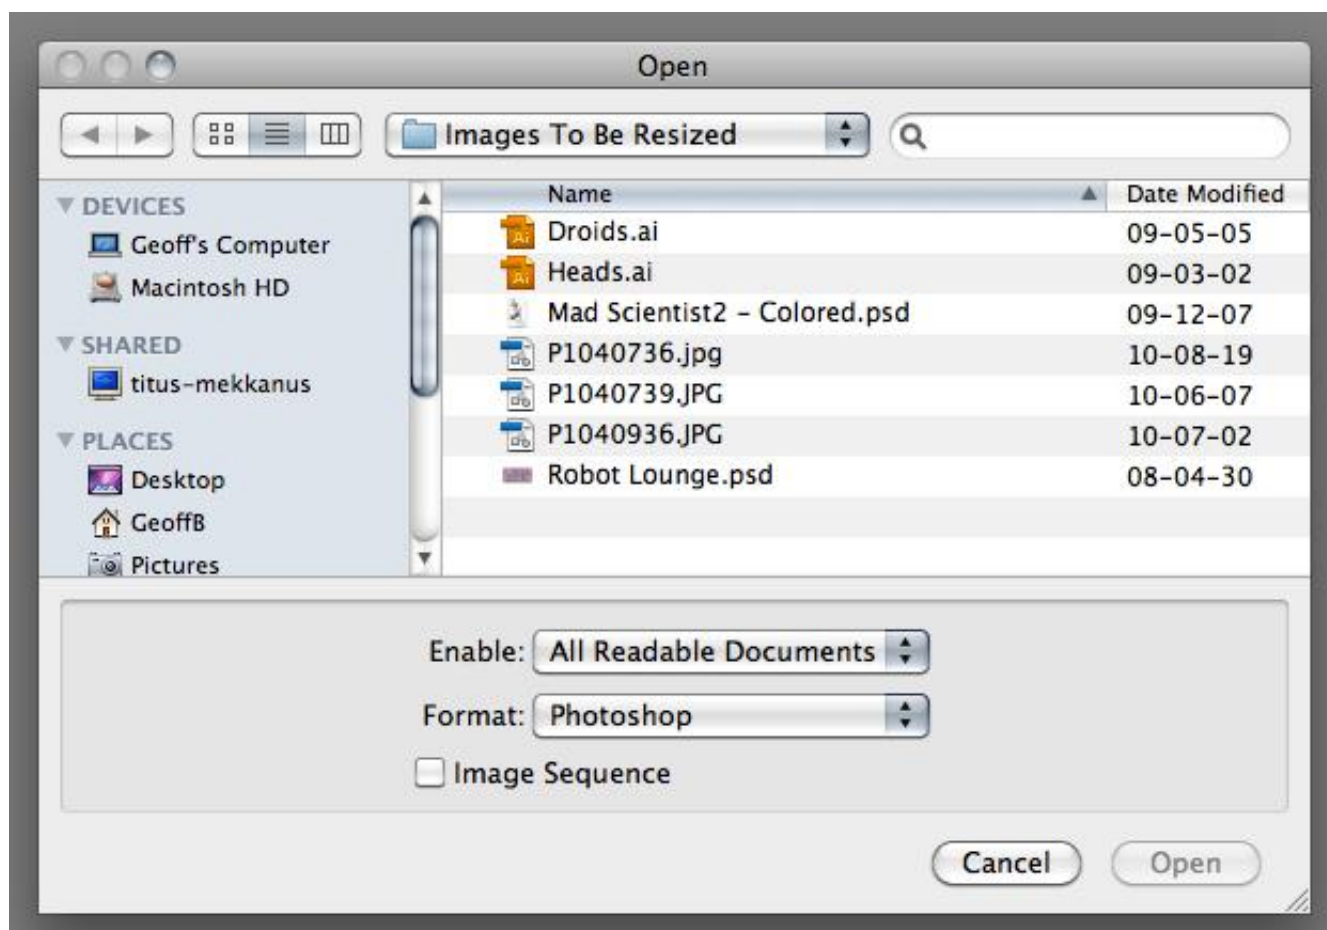 Open
Images To Be Resized
DEVICES
Geoff's Computer
Macintosh HD
SHARED
titus-mekkanus
PLACES
Desktop
GeoffB
Pictures
Name Date Modified
Droids.ai 09-05-05
Heads.ai 09-03-02
Mad Scientist2 - Colored.psd 09-12-07
P1040736.jpg 10-08-19
P1040739.JPG 10-06-07
P1040936.JPG 10-07-02
Robot Lounge.psd 08-04-30
Enable: All Readable Documents
Format: Photoshop
Image Sequence
Cancel Open